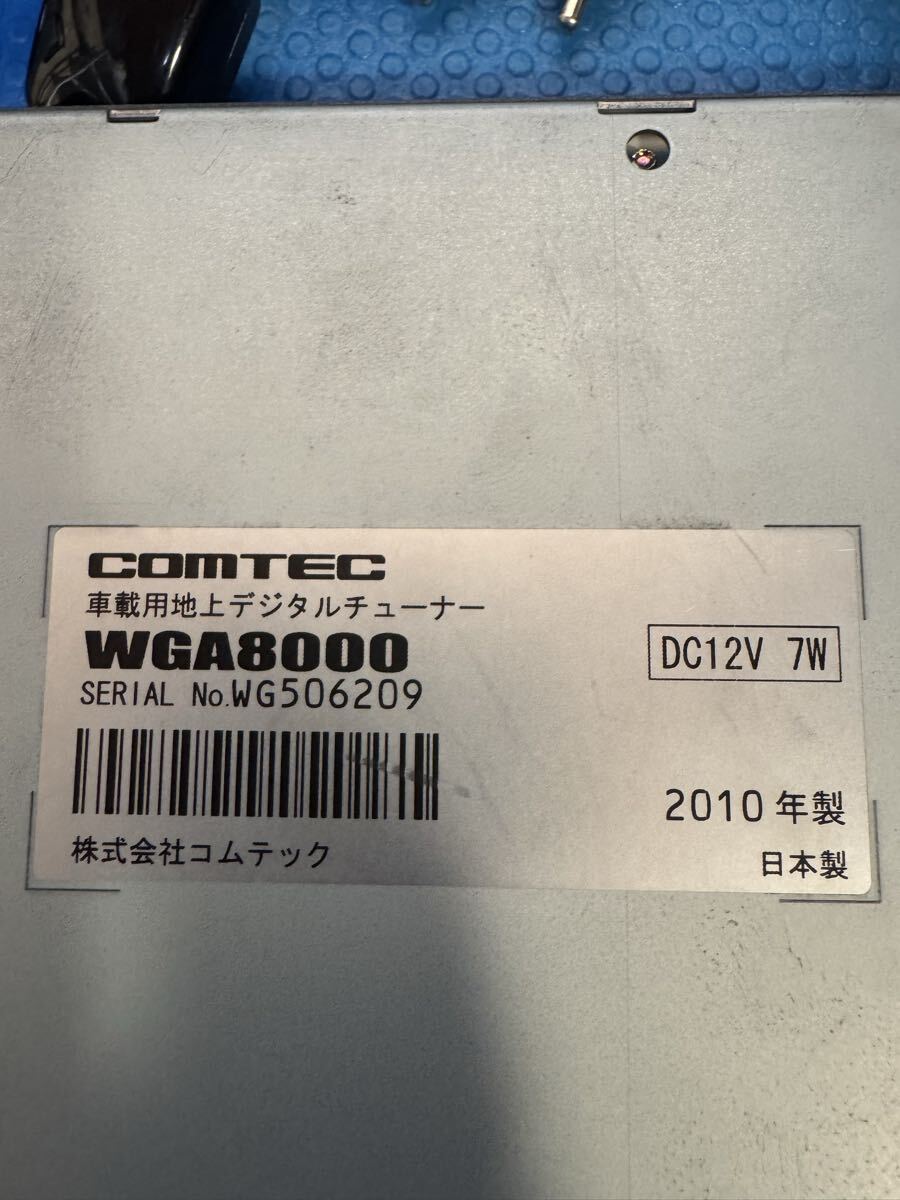 COMTEC
車載用地上デジタルチューナー
WGA8000
DC12V 7W
SERIAL No.WG506209
2010年製
株式会社コムテック
日本製